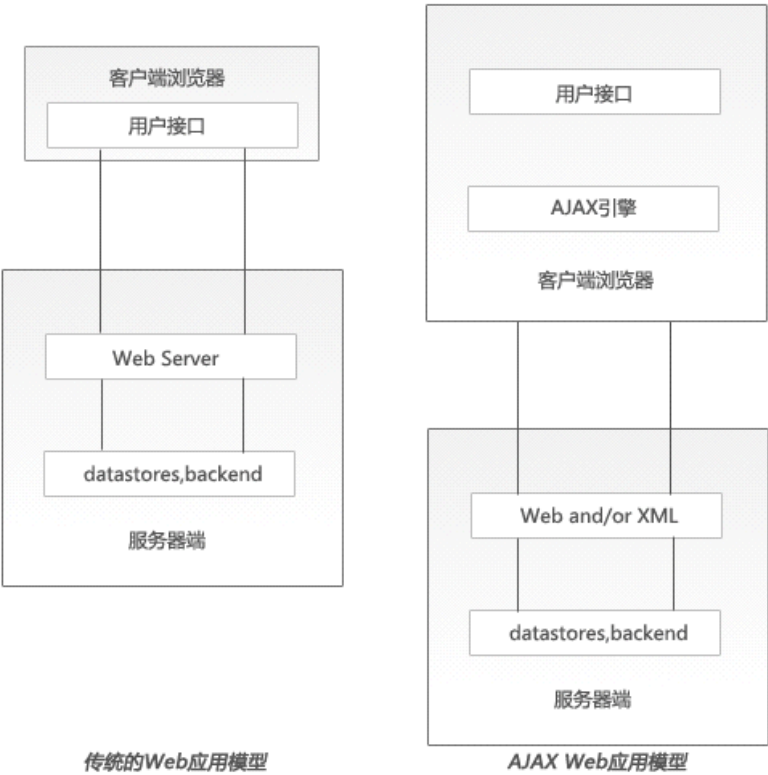 客户端浏览器
用户接口
Web Server
datastores,backend
服务器端
传统的Web应用模型
用户接口
AJAX引擎
客户端浏览器
Web and/or XML
datastores,backend
服务器端
AJAX Web应用模型